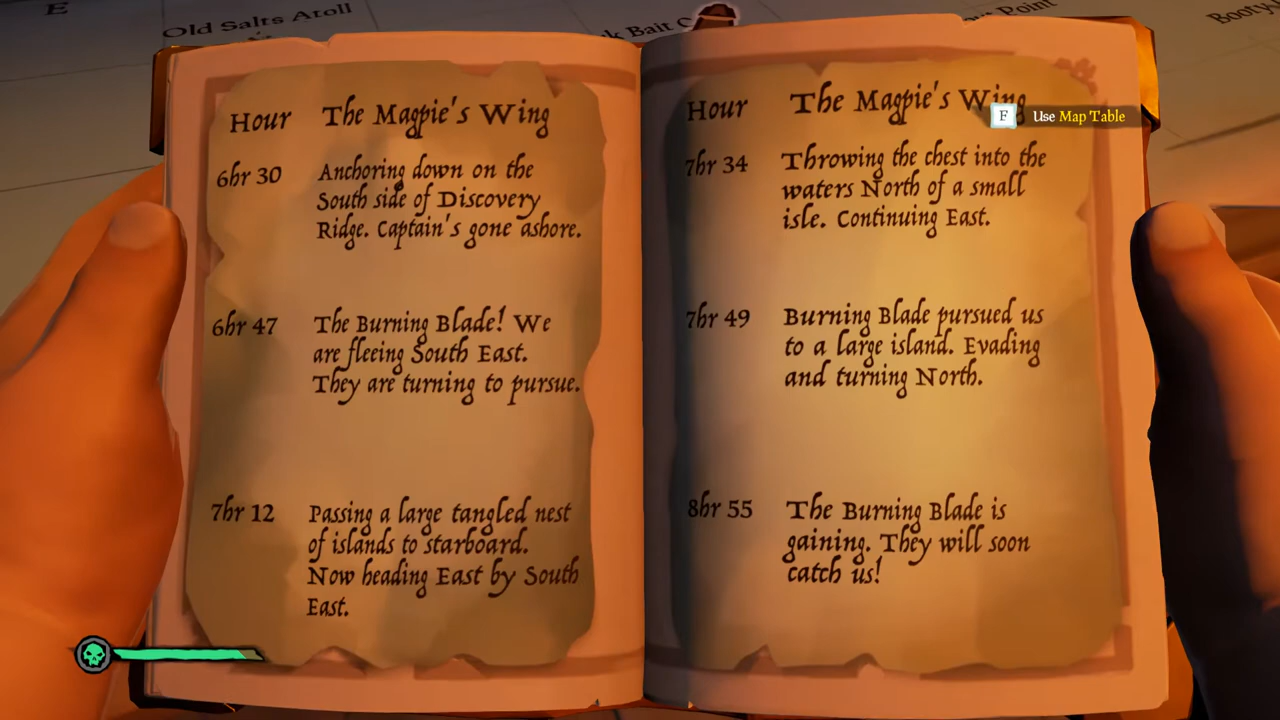 E
Old Salts Atoll
k Bait C
Point
Booty
Hour The Magpie's Wing
6hr 30 Anchoring down on the
South side of Discovery
Ridge. Captain's gone ashore.
6hr 47 The Burning Blade! We
are fleeing South East.
They are turning to pursue.
7hr 12 Passing a large tangled nest
of islands to starboard.
Now heading East by South
East.
Hour The Magpie's Wing
F Use Map Table
7hr 34 Throwing the chest into the
waters North of a small
isle. Continuing East.
7hr 49 Burning Blade pursued us
to a large island. Evading
and turning North.
8hr 55 The Burning Blade is
gaining. They will soon
catch us!